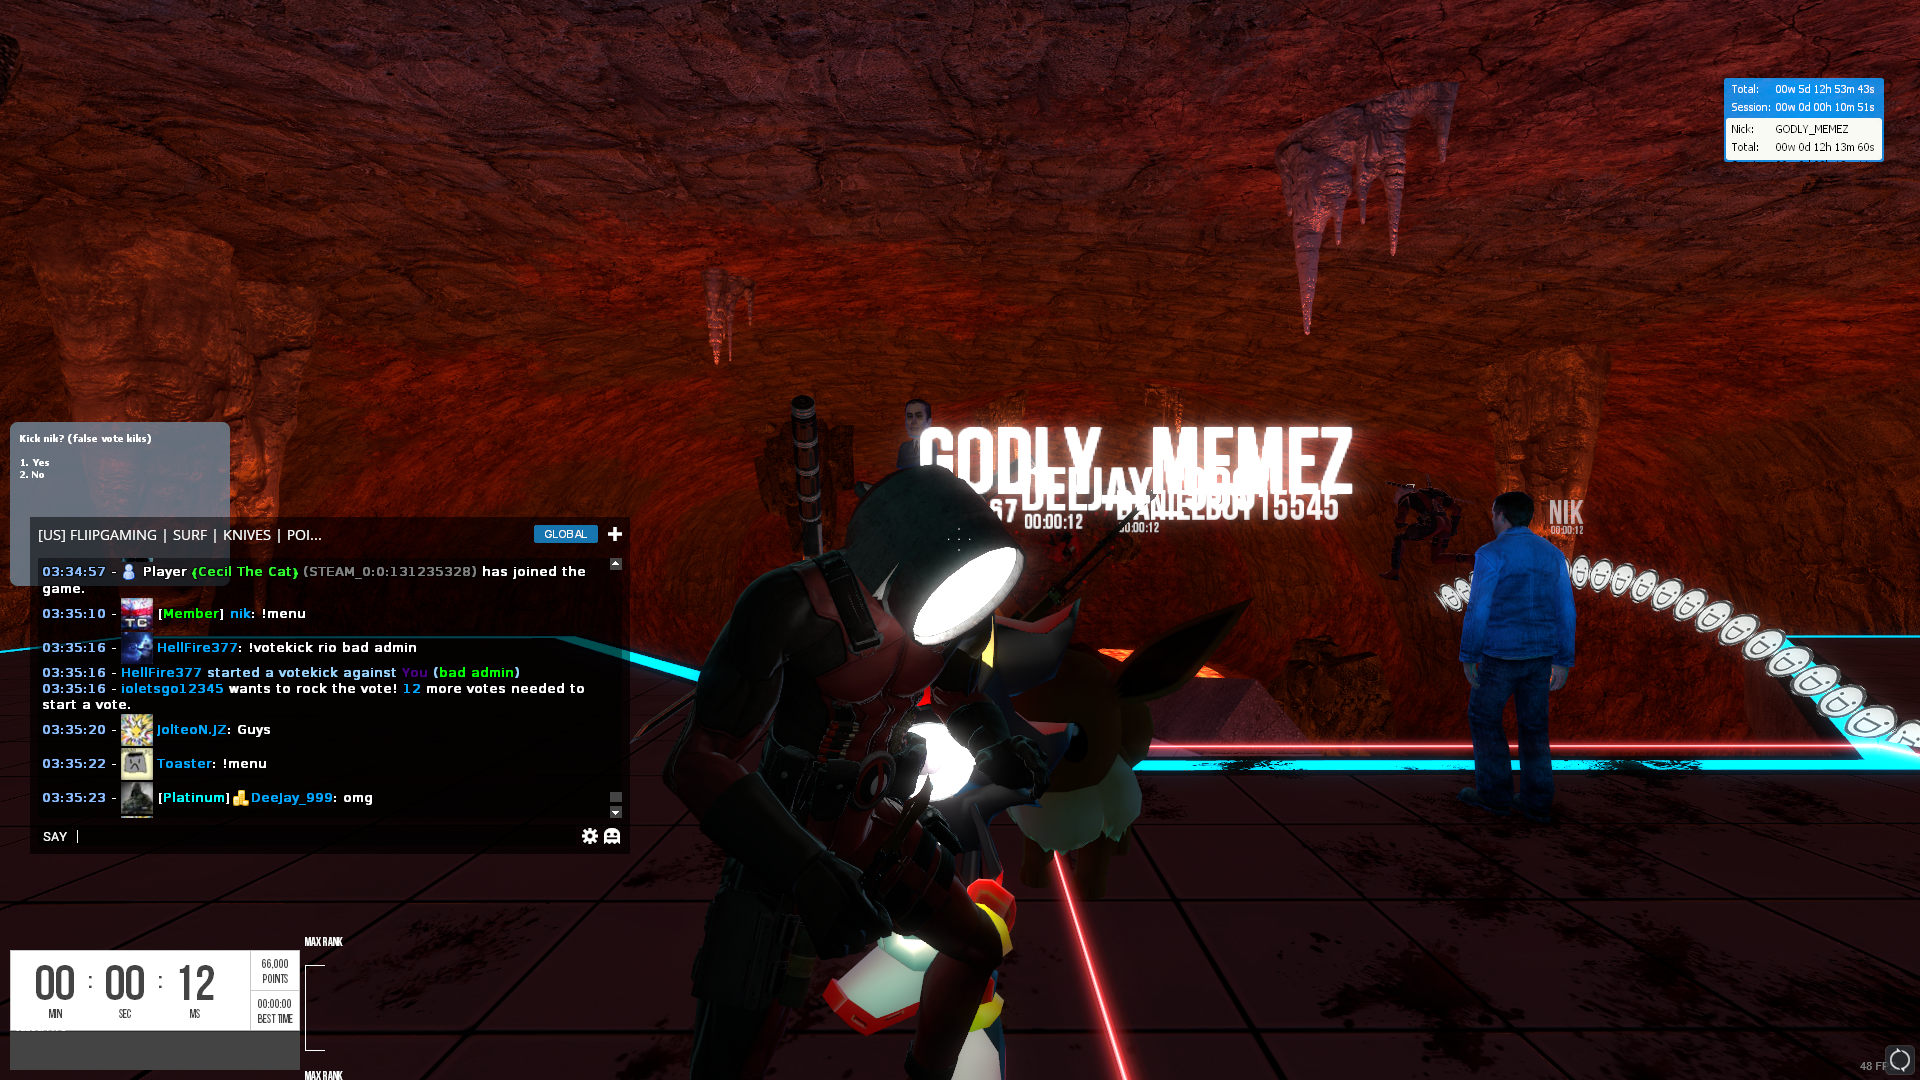 Total: 00w 5d 12h 53m 43s
Session: 00w 0d 00h 10m 51s
Nick: GODLY_MEMEZ
Total: 00w 0d 12h 13m 60s
GODLY_MEMEZ
67
00:00:12
DANIELBOY15545
00:00:12
NIK
00:00:12
Kick nik? (false vote kiks)
1. Yes
2. No
[US] FLIIPGAMING | SURF | KNIVES | POI...
GLOBAL
03:34:57 - Player {Cecil The Cat} (STEAM_0:0:131235328) has joined the
game.
03:35:10 - [Member] nik: !menu
03:35:16 - HellFire377: !votekick rio bad admin
03:35:16 - HellFire377 started a votekick against You (bad admin)
03:35:16 - ioletsgo12345 wants to rock the vote! 12 more votes needed to
start a vote.
03:35:20 - JolteoN.JZ: Guys
03:35:22 - Toaster: !menu
03:35:23 - [Platinum] DeeJay_999: omg
SAY
MAX RANK
00 : 00 : 12
MIN SEC MS
66,000
POINTS
00:00:00
BEST TIME
MAX RANK
48